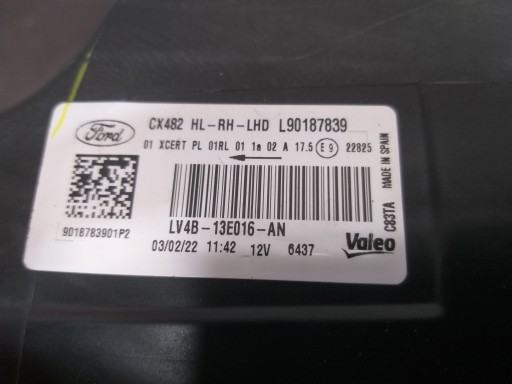 Ford
CX482 HL-RH-LHD L90187839
01 XCERT PL 01RL 01 1a 02 A 17.5 E9 22825
LV4B-13E016-AN
9018783901P2
03/02/22 11:42 12V 6437
Valeo
C83TA MADE IN SPAIN